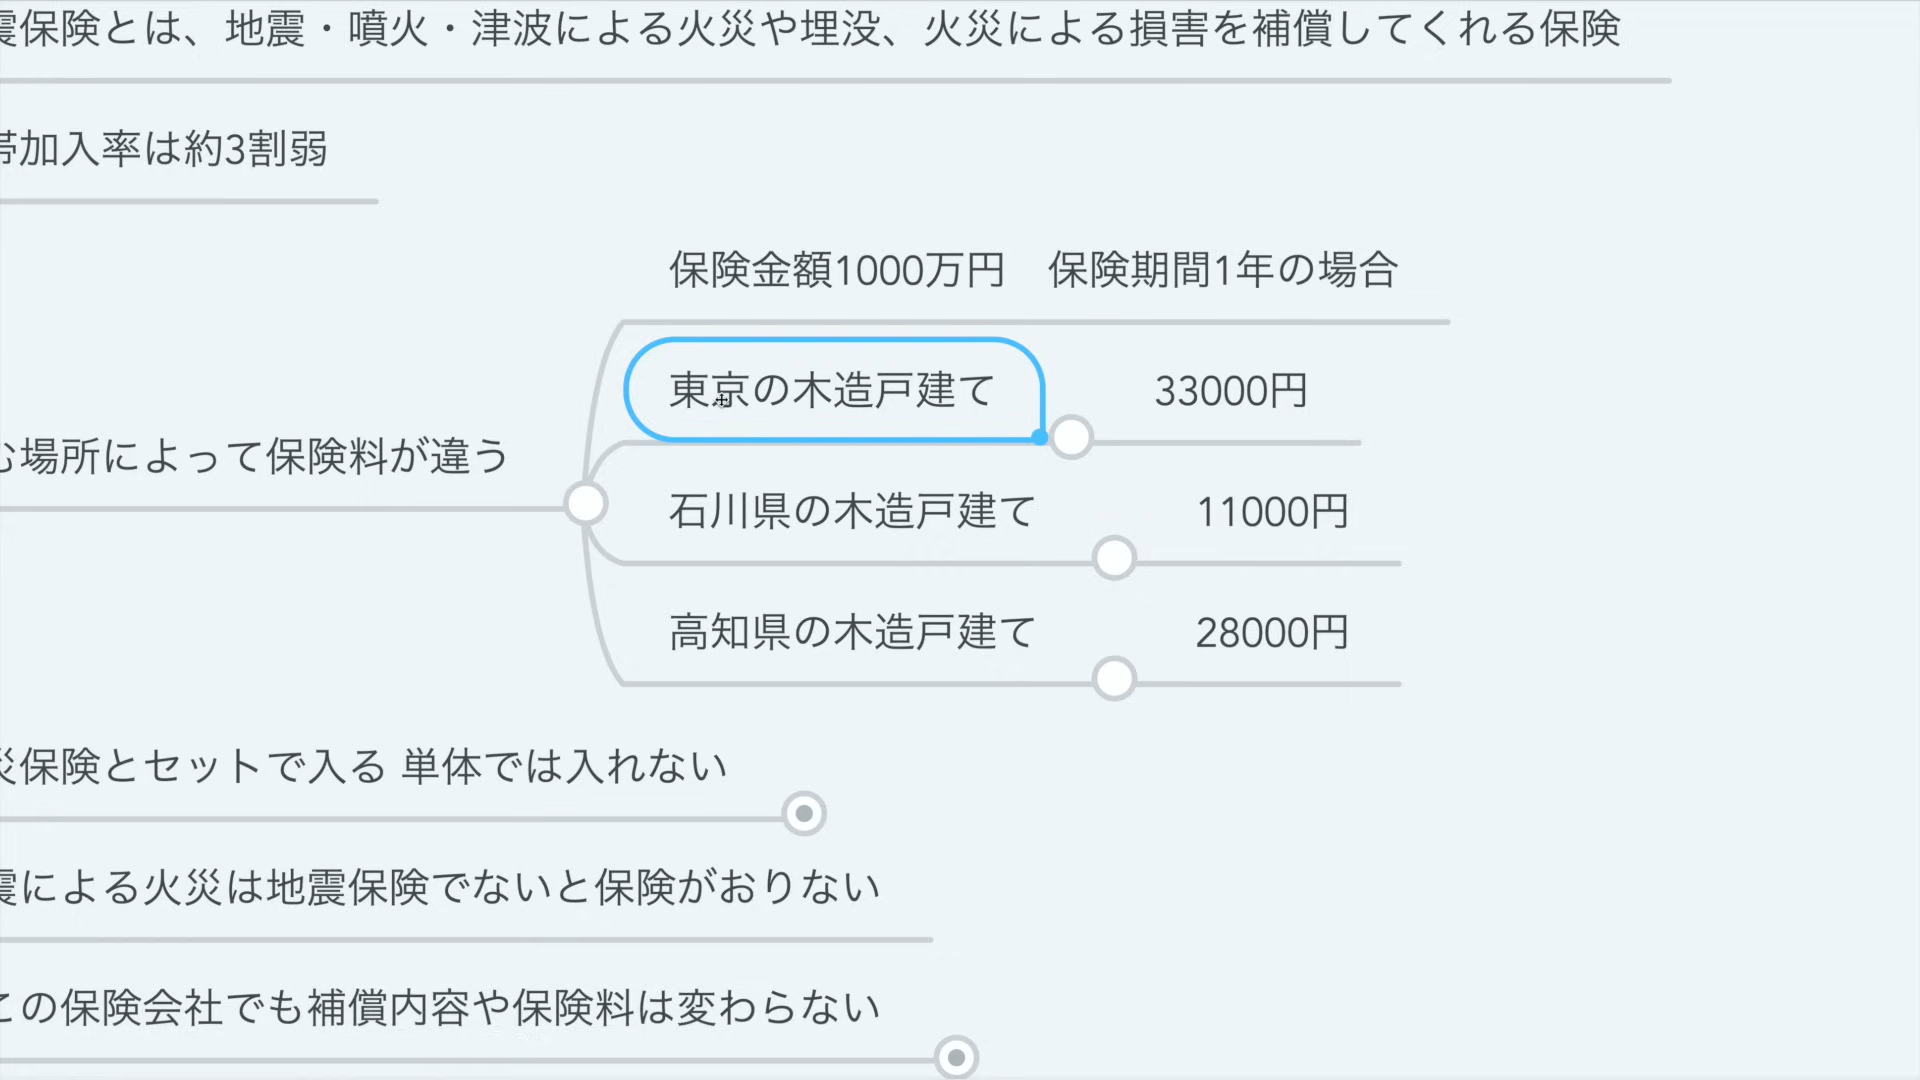 震保険とは、地震・噴火・津波による火災や埋没、火災による損害を補償してくれる保険
帯加入率は約3割弱
保険金額1000万円　保険期間1年の場合
東京の木造戸建て　33000円
む場所によって保険料が違う
石川県の木造戸建て　11000円
高知県の木造戸建て　28000円
災保険とセットで入る 単体では入れない
震による火災は地震保険でないと保険がおりない
この保険会社でも補償内容や保険料は変わらない